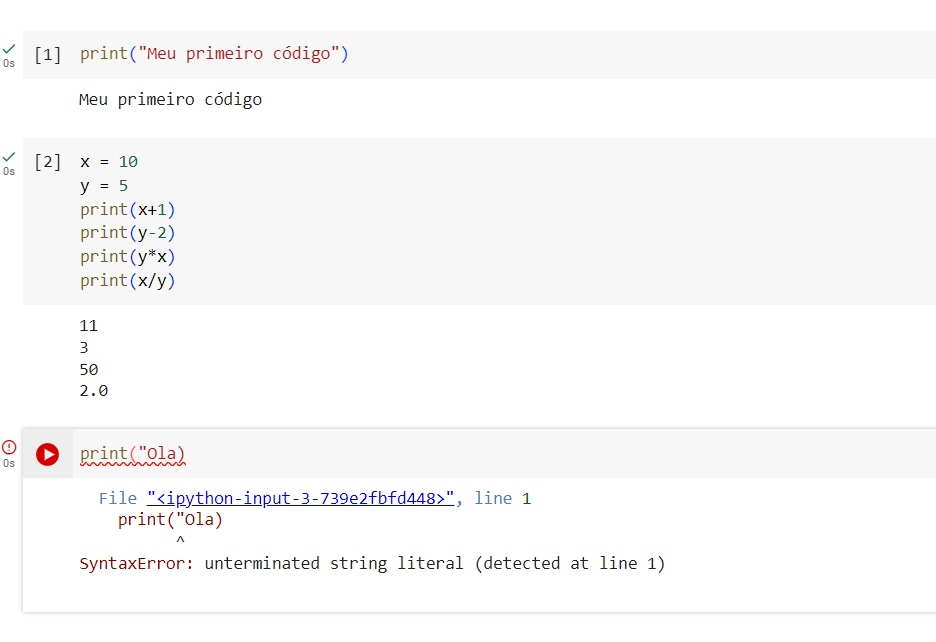 0s [1] print("Meu primeiro código")
Meu primeiro código
0s [2] x = 10
y = 5
print(x+1)
print(y-2)
print(y*x)
print(x/y)
11
3
50
2.0
0s print("Ola)
File "<ipython-input-3-739e2fbfd448>", line 1
print("Ola)
^
SyntaxError: unterminated string literal (detected at line 1)